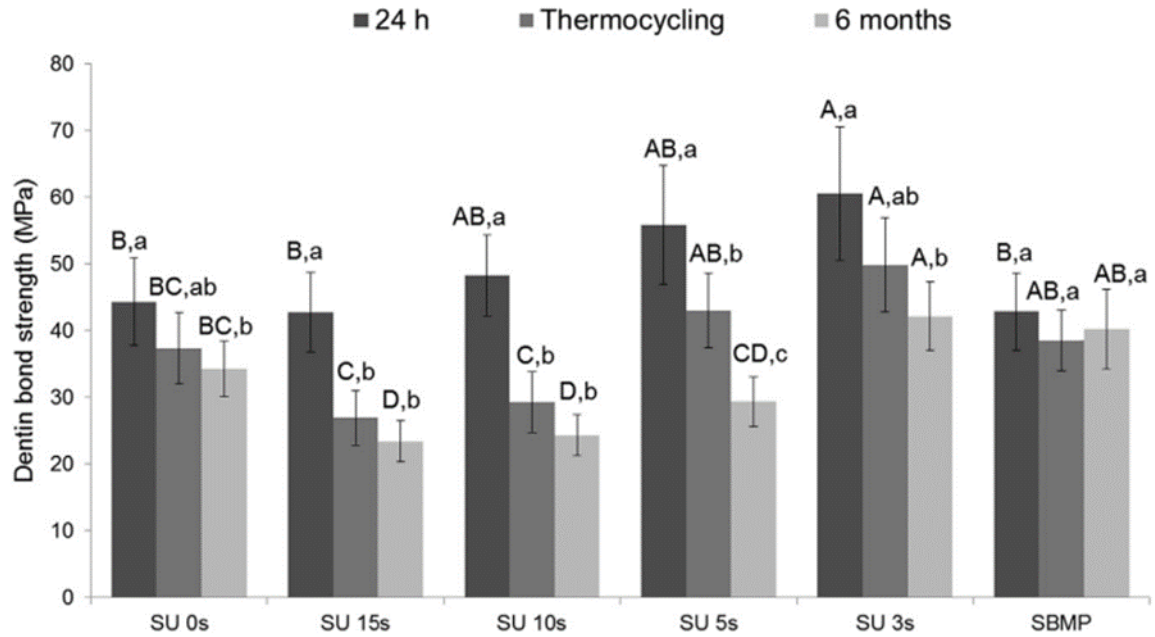 24 h Thermocycling 6 months
Dentin bond strength (MPa)
80
70
60
50
40
30
20
10
0
B,a BC,ab BC,b
B,a C,b D,b
AB,a C,b D,b
AB,a AB,b CD,c
A,a A,ab A,b
B,a AB,a AB,a
SU 0s SU 15s SU 10s SU 5s SU 3s SBMP